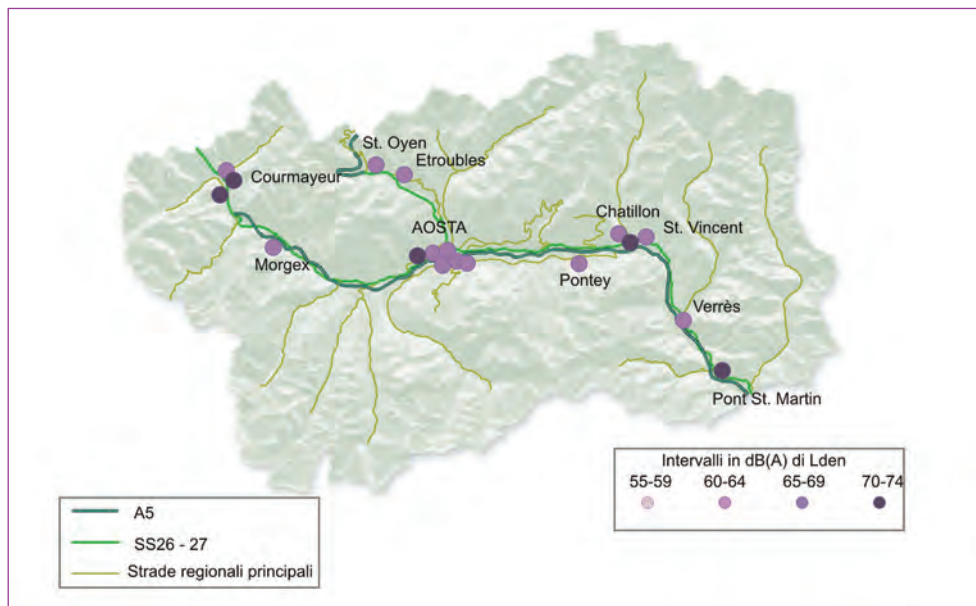 St. Oyen
Etroubles
Courmayeur
AOSTA
Chatillon
St. Vincent
Morgex
Pontey
Verrès
Pont St. Martin
Intervalli in dB(A) di Lden
55-59 60-64 65-69 70-74
A5
SS26 - 27
Strade regionali principali